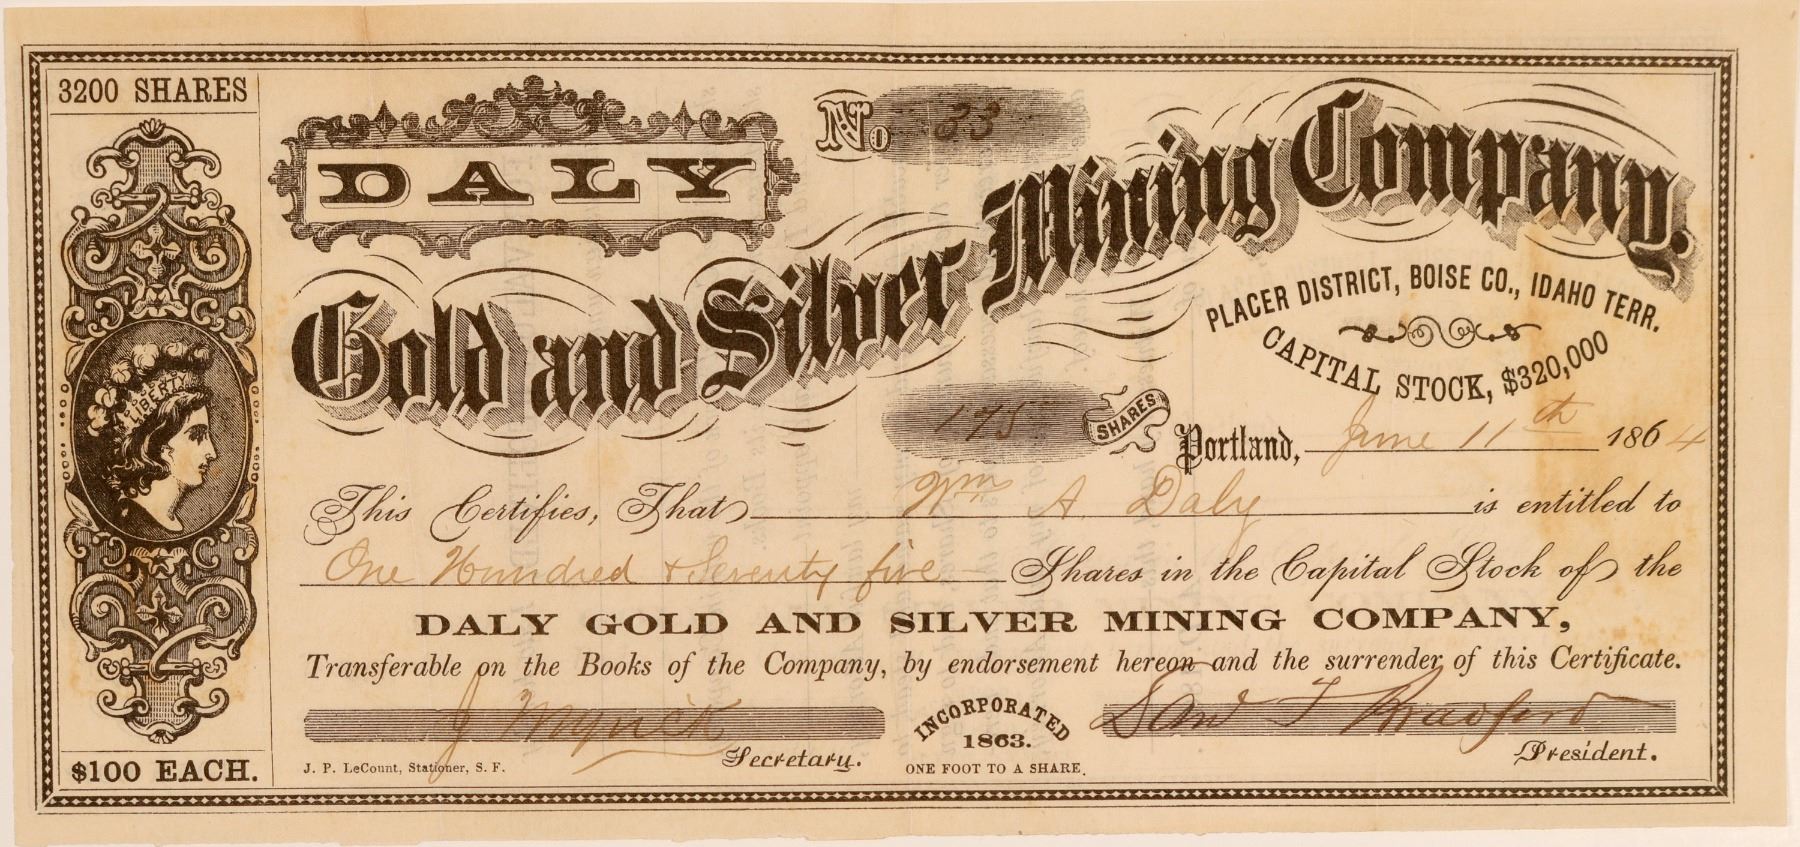 3200 SHARES
LIBERTY
$100 EACH.
DALY
No 33
Gold and Silver Mining Company.
PLACER DISTRICT, BOISE CO., IDAHO TERR.
CAPITAL STOCK, $320,000
175 SHARES
Portland, June 11th 1864
This Certifies, That Wm A Daly is entitled to
One Hundred & Seventy five Shares in the Capital Stock of the
DALY GOLD AND SILVER MINING COMPANY,
Transferable on the Books of the Company, by endorsement hereon and the surrender of this Certificate.
J Myrick Secretary.
INCORPORATED
1863.
ONE FOOT TO A SHARE.
Danl F Bradford President.
J. P. LeCount, Stationer, S. F.